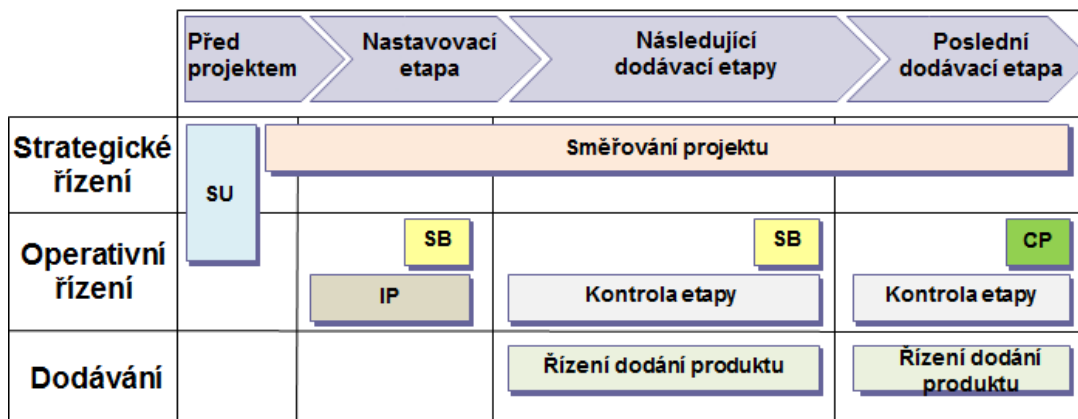 Před
projektem
Nastavovací
etapa
Následující
dodávací etapy
Poslední
dodávací etapa
Strategické
řízení
SU
Směřování projektu
Operativní
řízení
SB
SB
CP
IP
Kontrola etapy
Kontrola etapy
Dodávání
Řízení dodání produktu
Řízení dodání
produktu